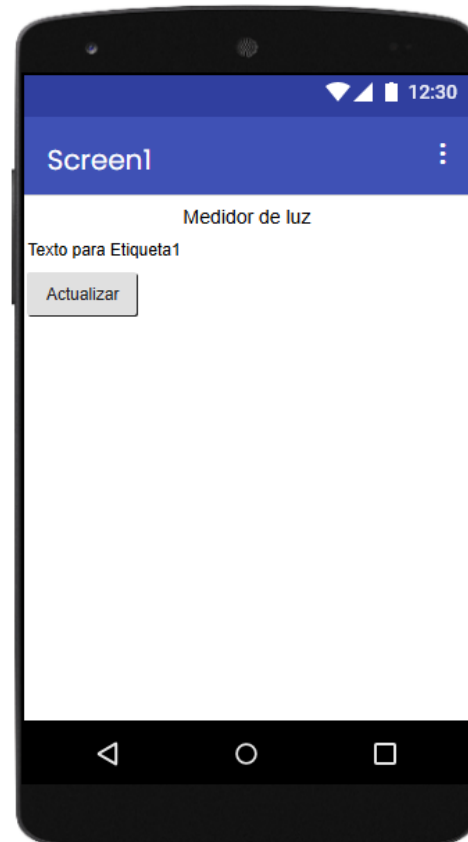 12:30
Screen1
Medidor de luz
Texto para Etiqueta1
Actualizar